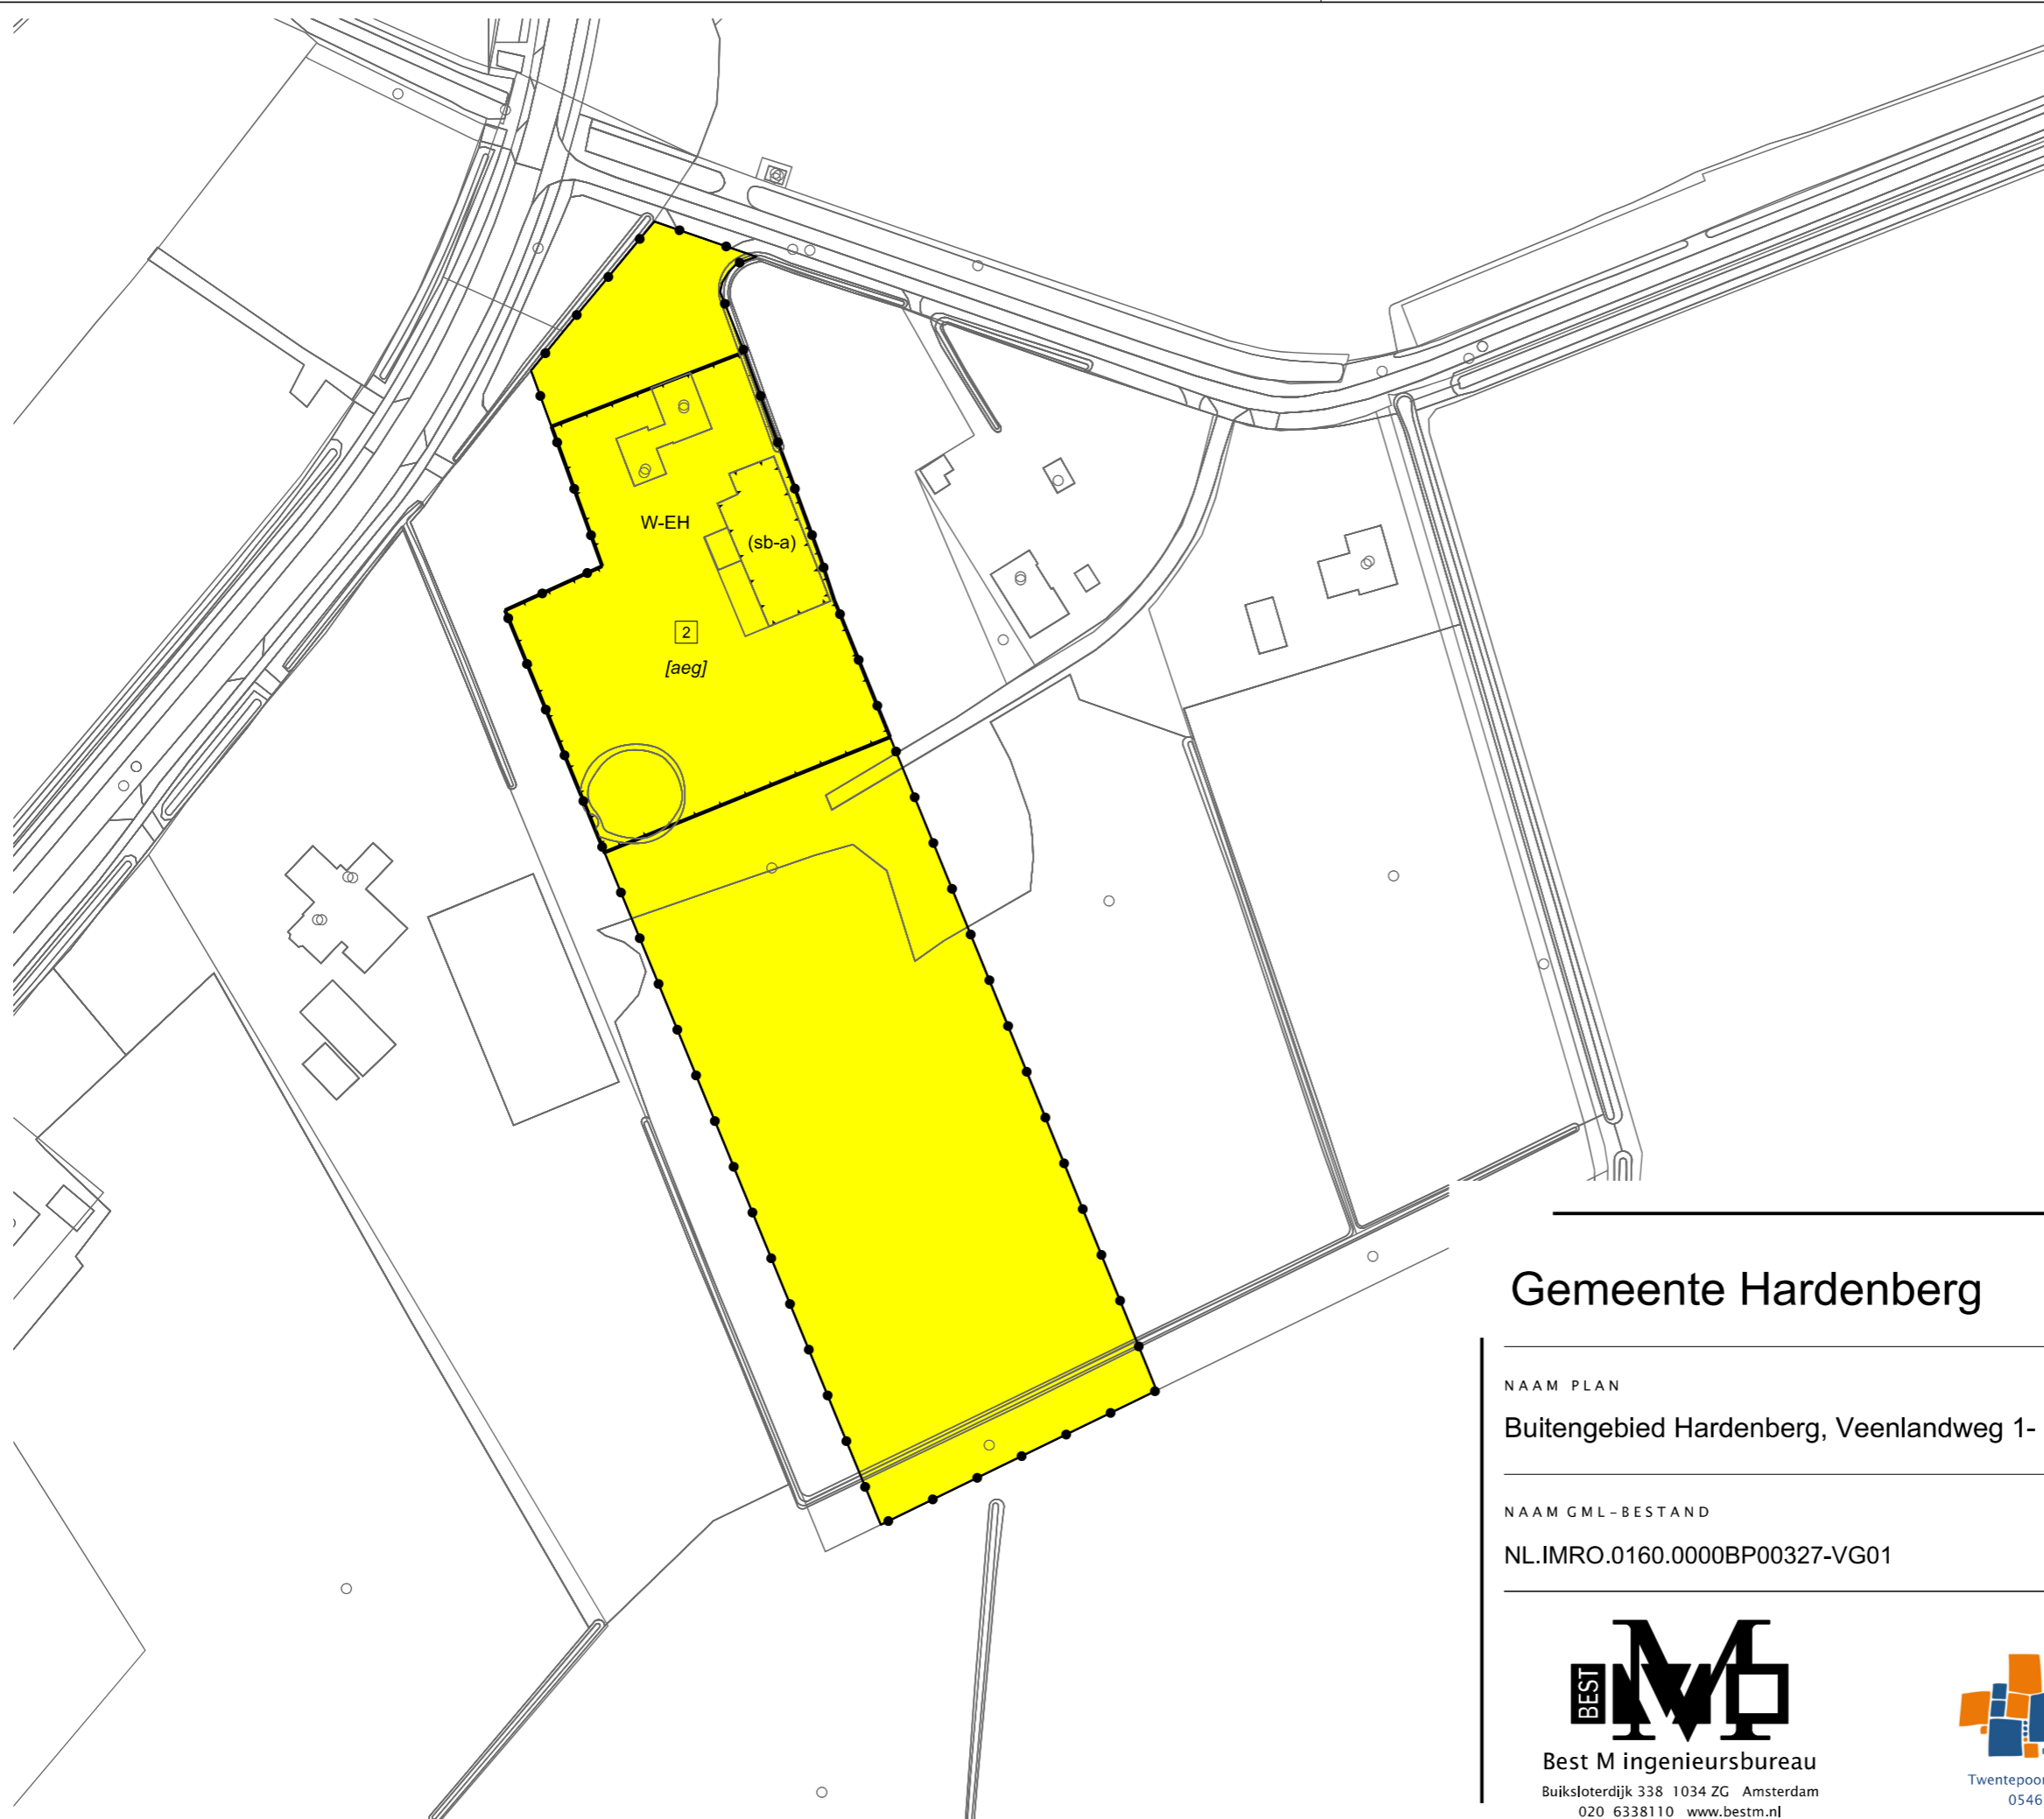 W-EH
(sb-a)
2
[aeg]
Gemeente Hardenberg
NAAM PLAN
Buitengebied Hardenberg, Veenlandweg 1-
NAAM GML-BESTAND
NL.IMRO.0160.0000BP00327-VG01
BEST
M
Best M ingenieursbureau
Buiksloterdijk 338 1034 ZG Amsterdam
020 6338110 www.bestm.nl
Twentepoor
0546